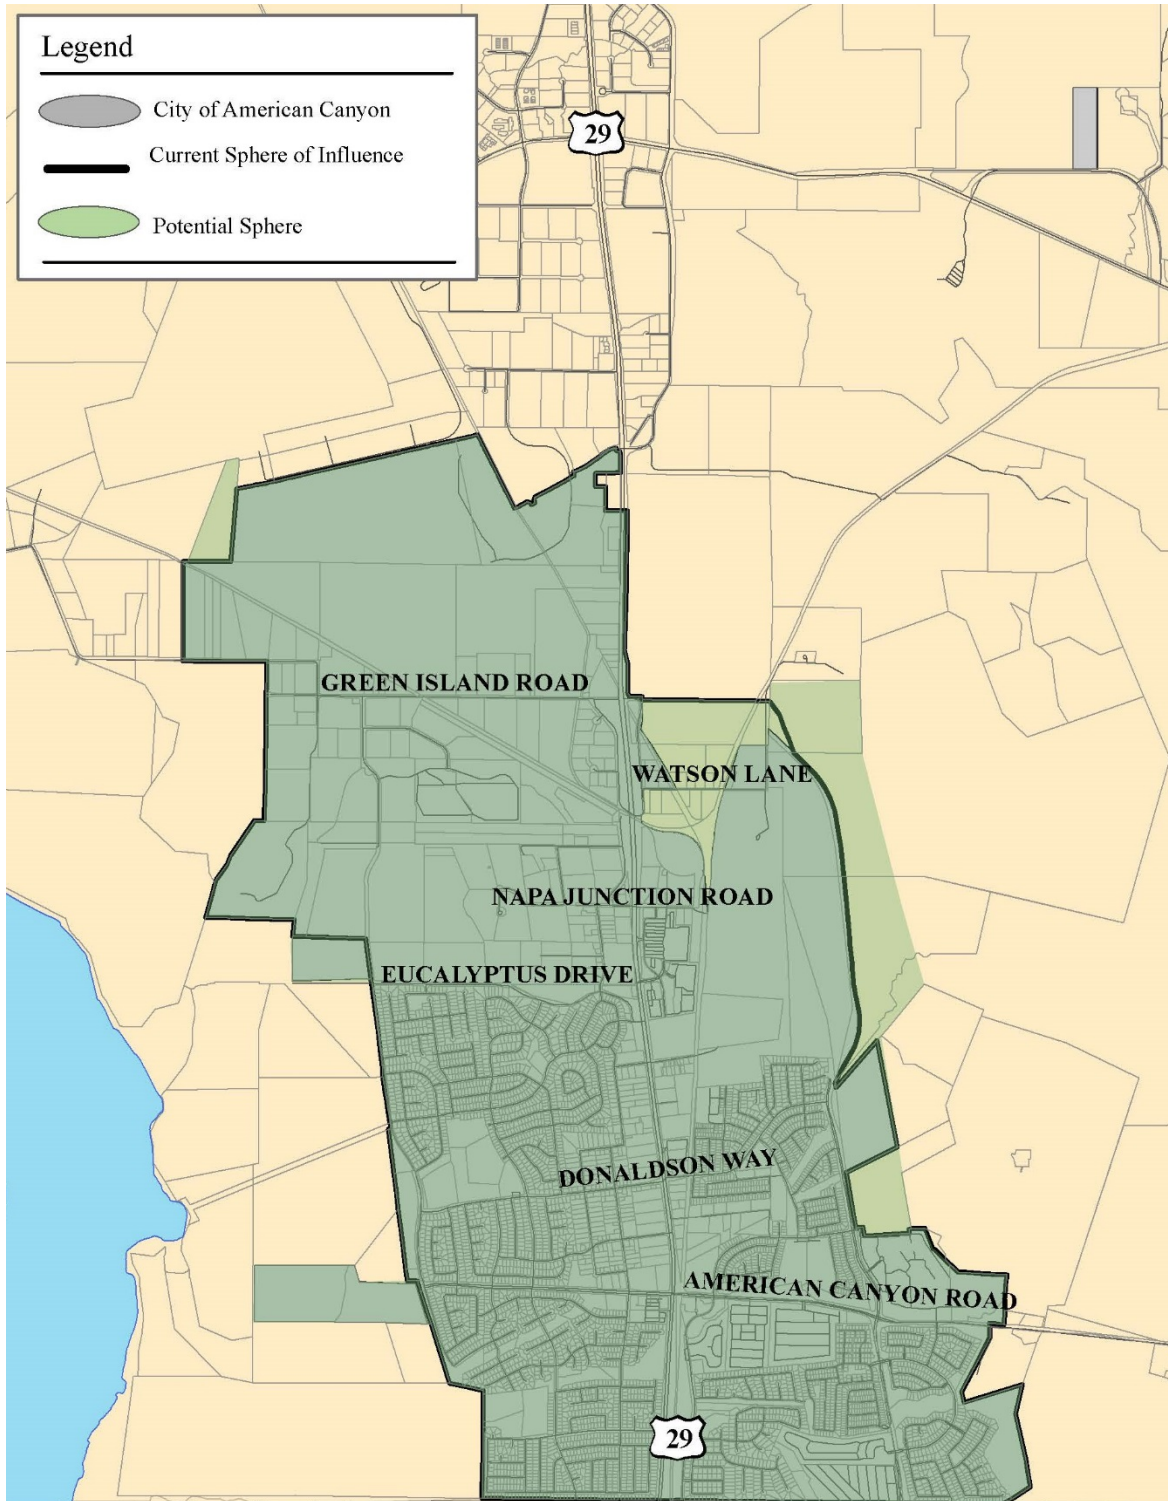 Legend
City of American Canyon
Current Sphere of Influence
Potential Sphere
29
GREEN ISLAND ROAD
WATSON LANE
NAPA JUNCTION ROAD
EUCALYPTUS DRIVE
DONALDSON WAY
AMERICAN CANYON ROAD
29